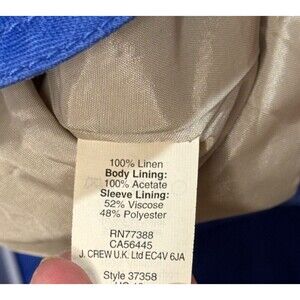 100% Linen
Body Lining:
100% Acetate
Sleeve Lining:
52% Viscose
48% Polyester
RN77388
CA56445
J. CREW U.K. Ltd EC4V 6JA
Style 37358